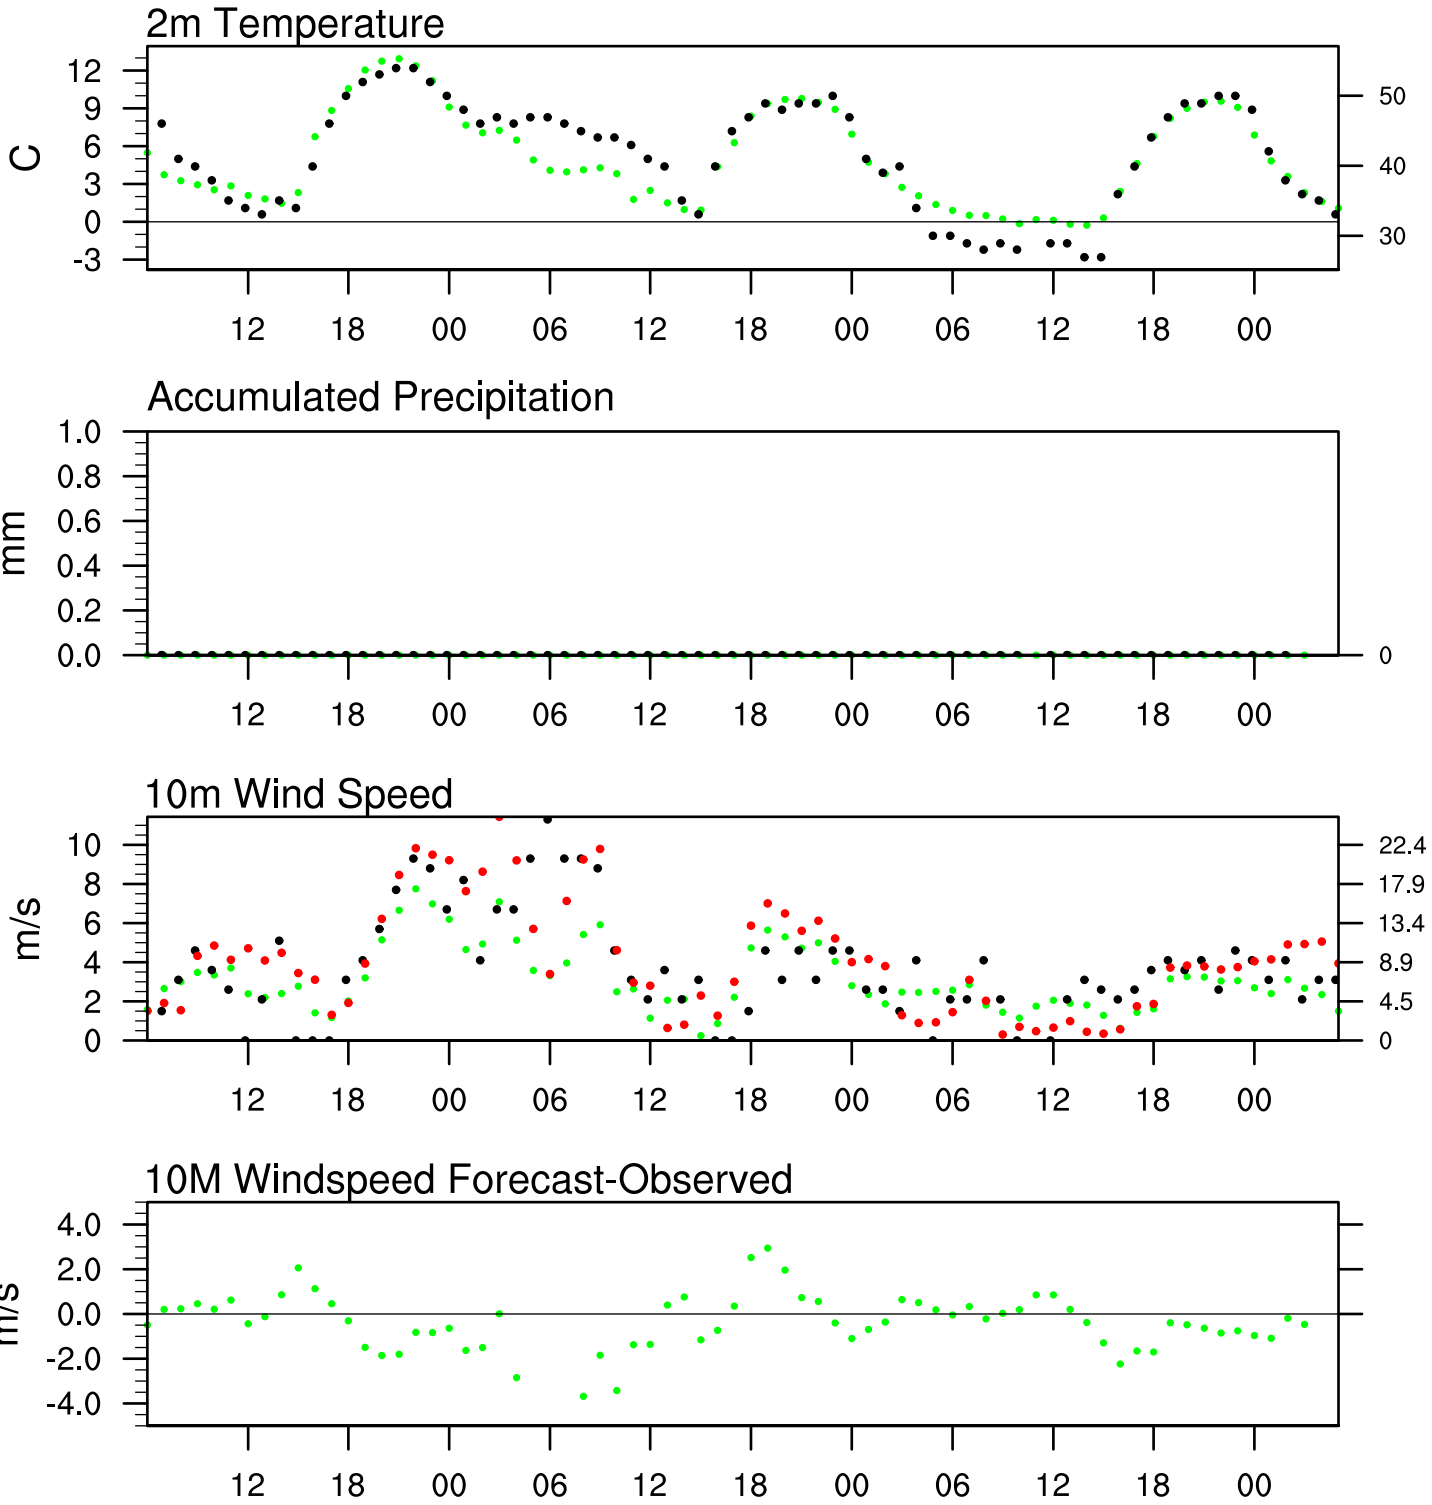 2m Temperature
12
9
6
3
0
-3
C
50
40
30
12 18 00 06 12 18 00 06 12 18 00
Accumulated Precipitation
1.0
0.8
0.6
0.4
0.2
0.0
mm
0
12 18 00 06 12 18 00 06 12 18 00
10m Wind Speed
10
8
6
4
2
0
m/s
22.4
17.9
13.4
8.9
4.5
0
12 18 00 06 12 18 00 06 12 18 00
10M Windspeed Forecast-Observed
4.0
2.0
0.0
-2.0
-4.0
m/s
12 18 00 06 12 18 00 06 12 18 00